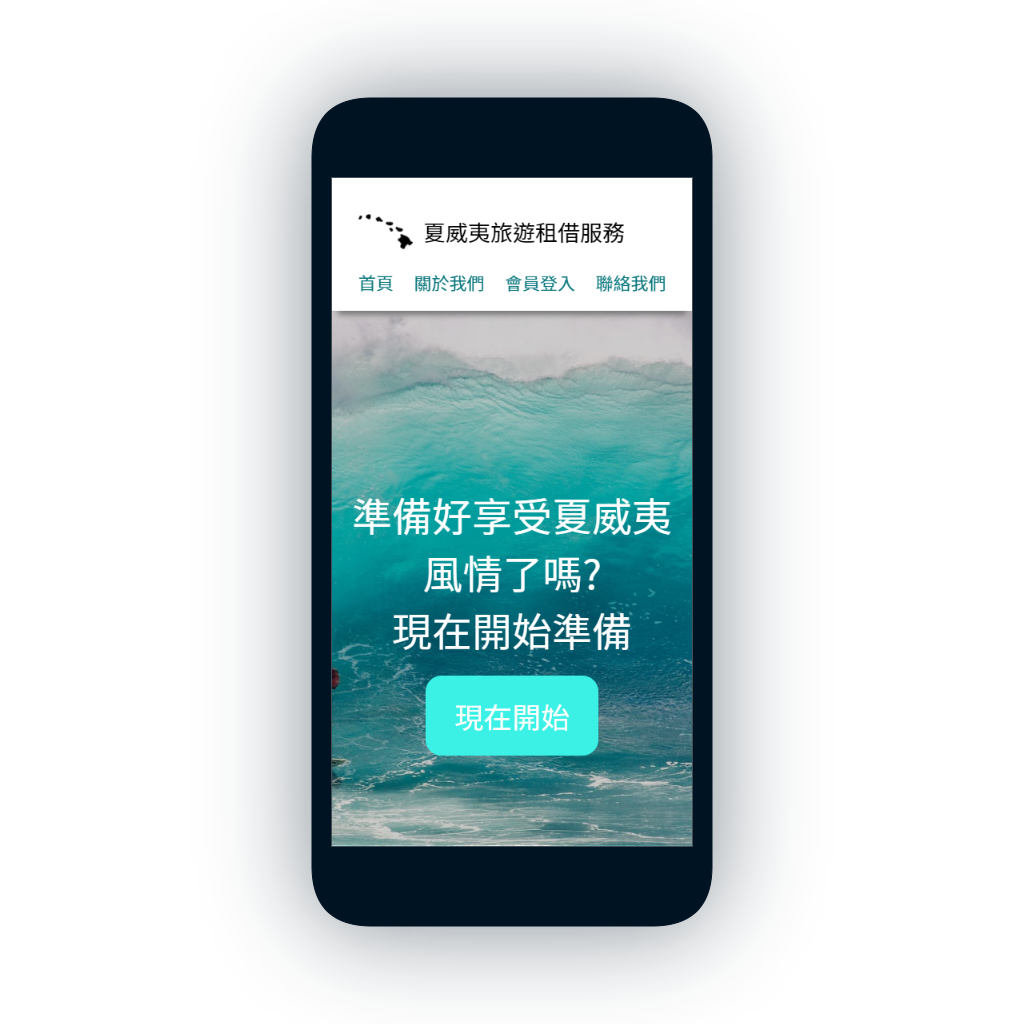 夏威夷旅遊租借服務
首頁 關於我們 會員登入 聯絡我們
準備好享受夏威夷
風情了嗎?
現在開始準備
現在開始